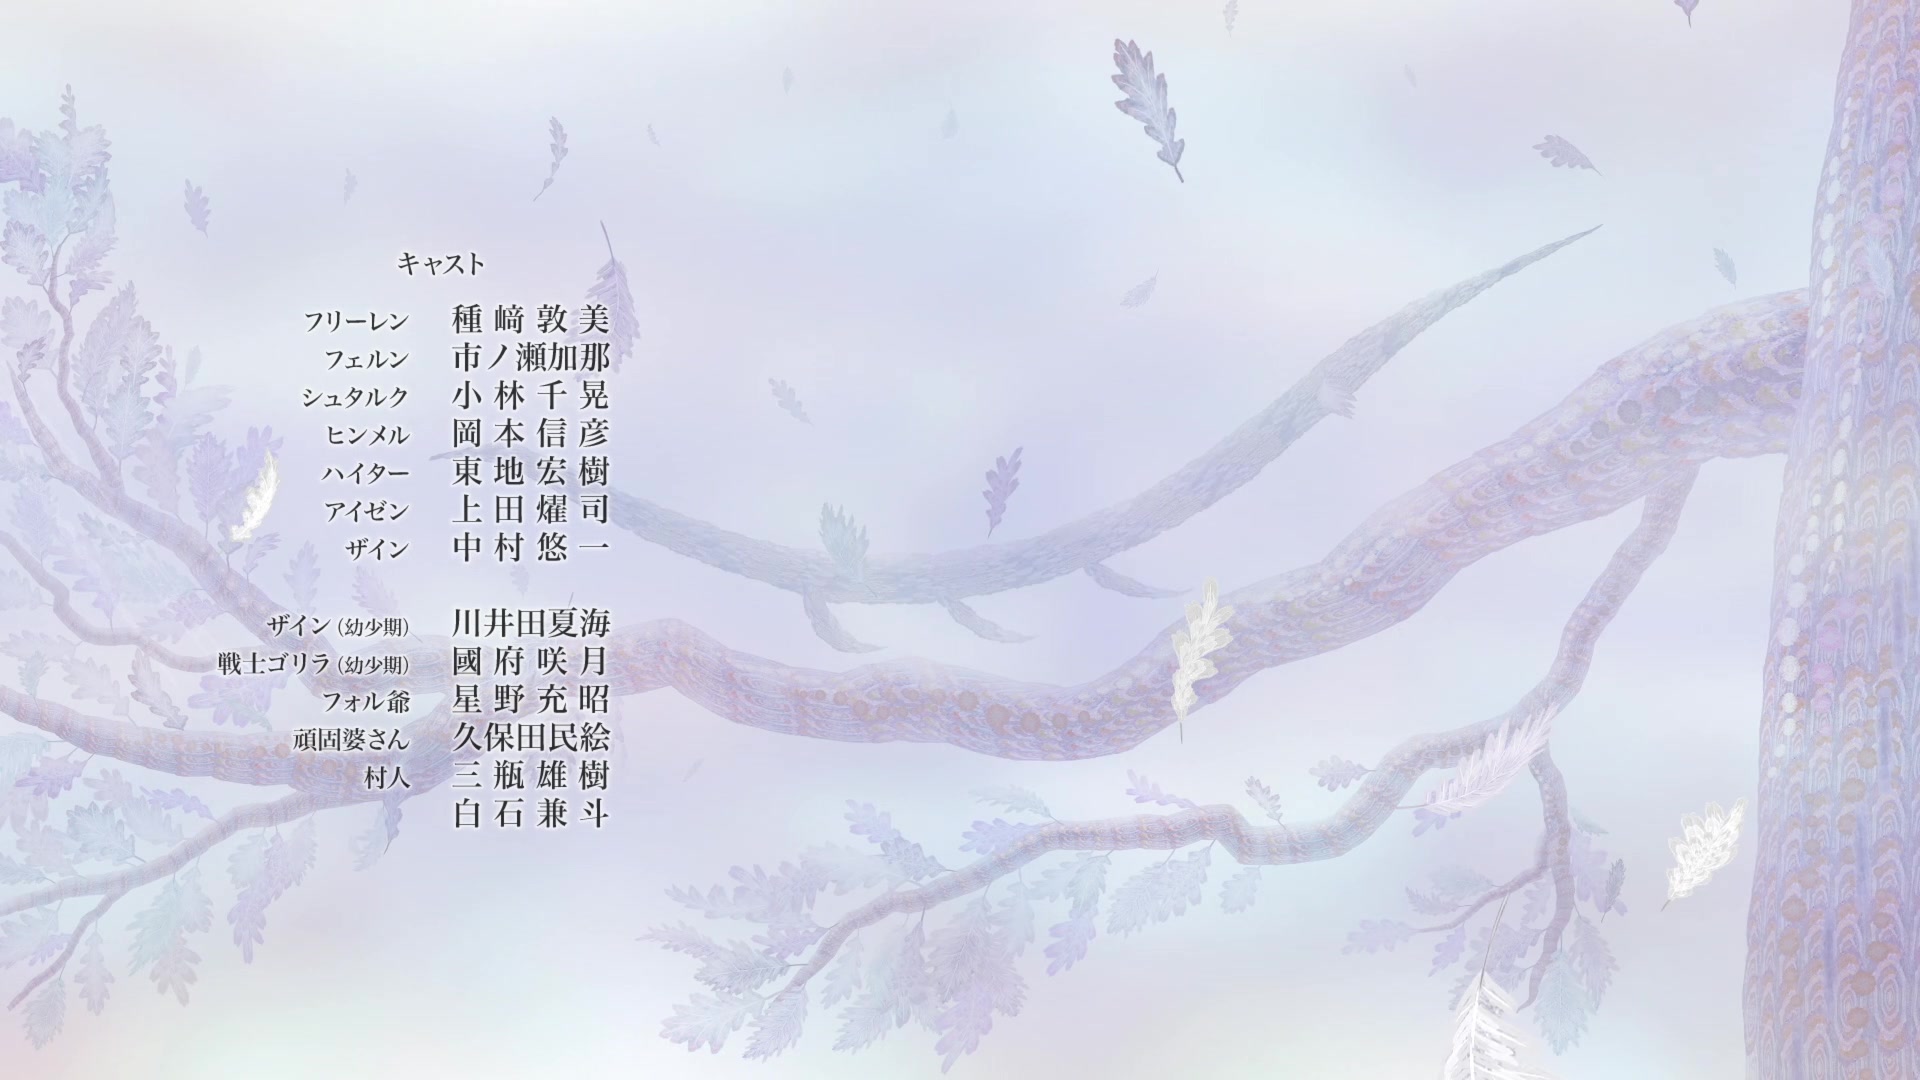 キャスト
フリーレン 種﨑敦美
フェルン 市ノ瀬加那
シュタルク 小林千晃
ヒンメル 岡本信彦
ハイター 東地宏樹
アイゼン 上田燿司
ザイン 中村悠一
ザイン(幼少期) 川井田夏海
戦士ゴリラ(幼少期) 國府咲月
フォル爺 星野充昭
頑固婆さん 久保田民絵
村人 三瓶雄樹
白石兼斗